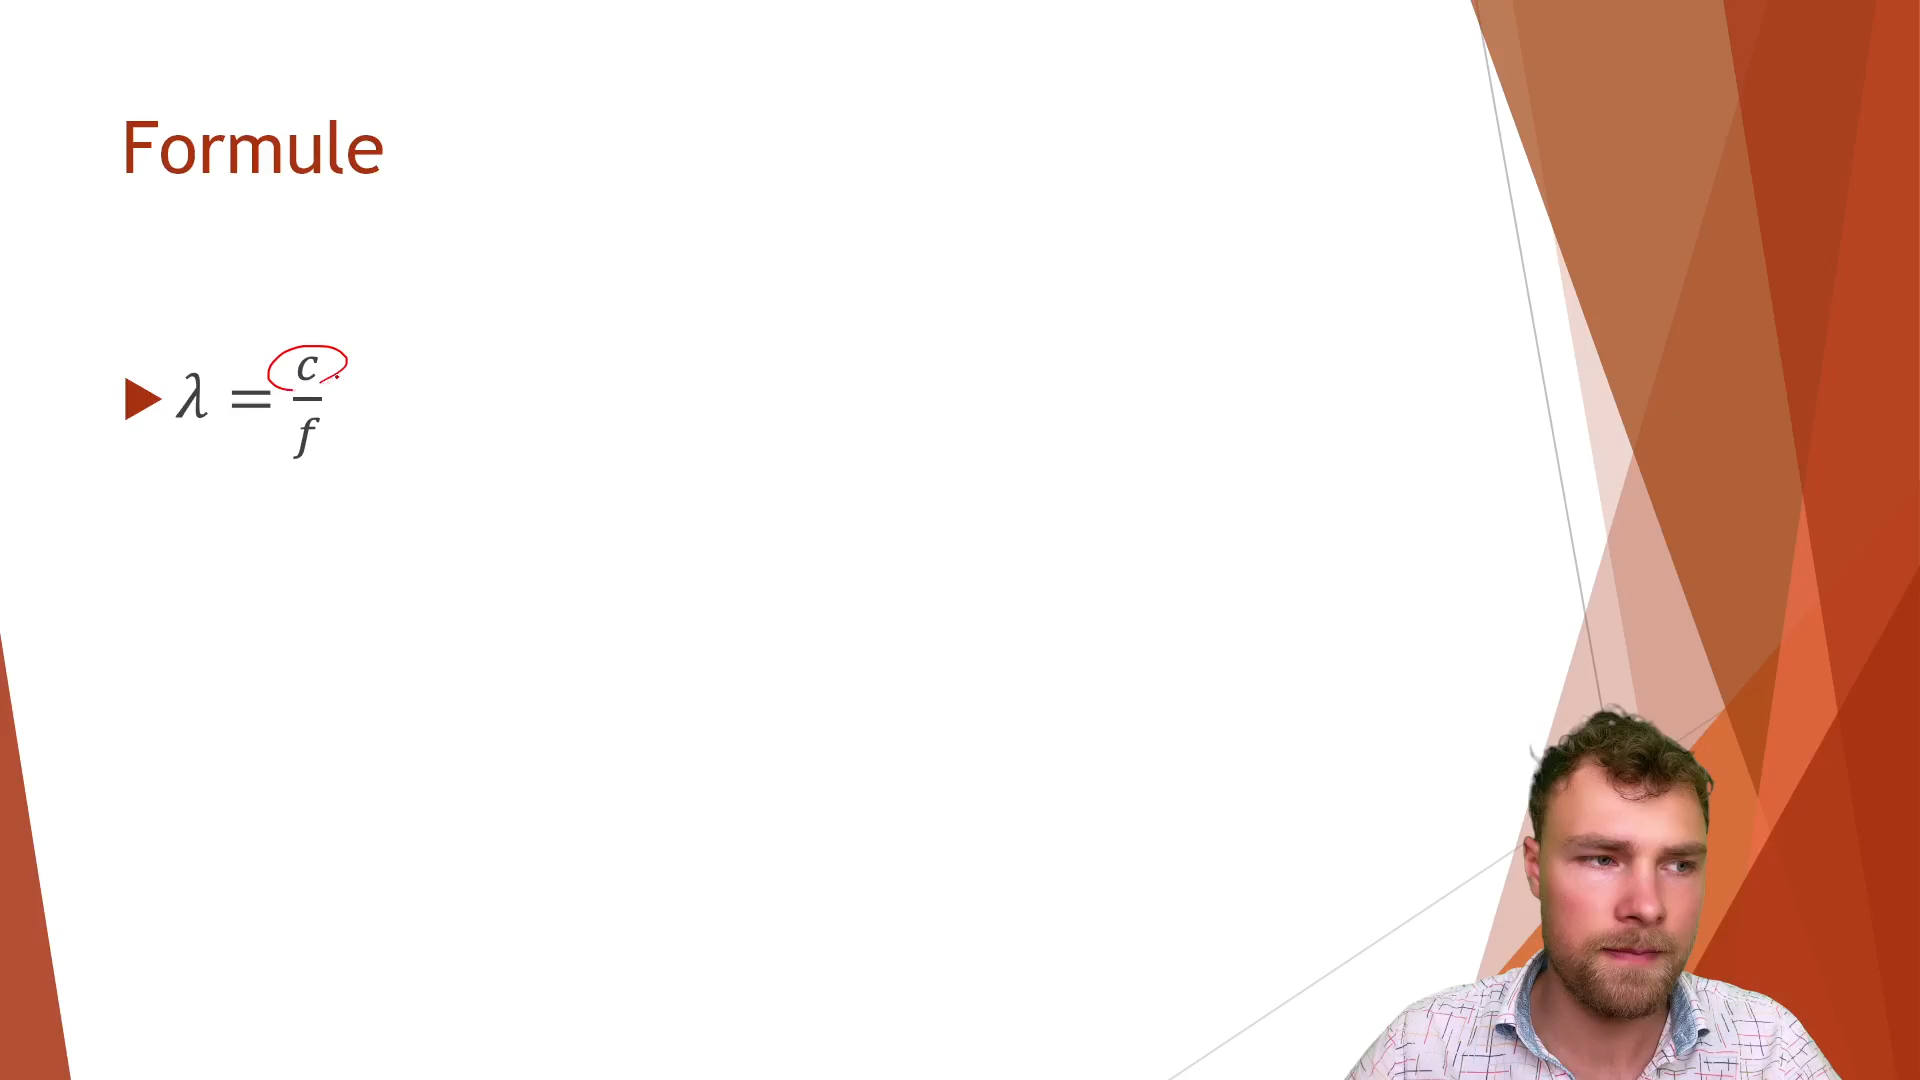 Formule
λ = c/f